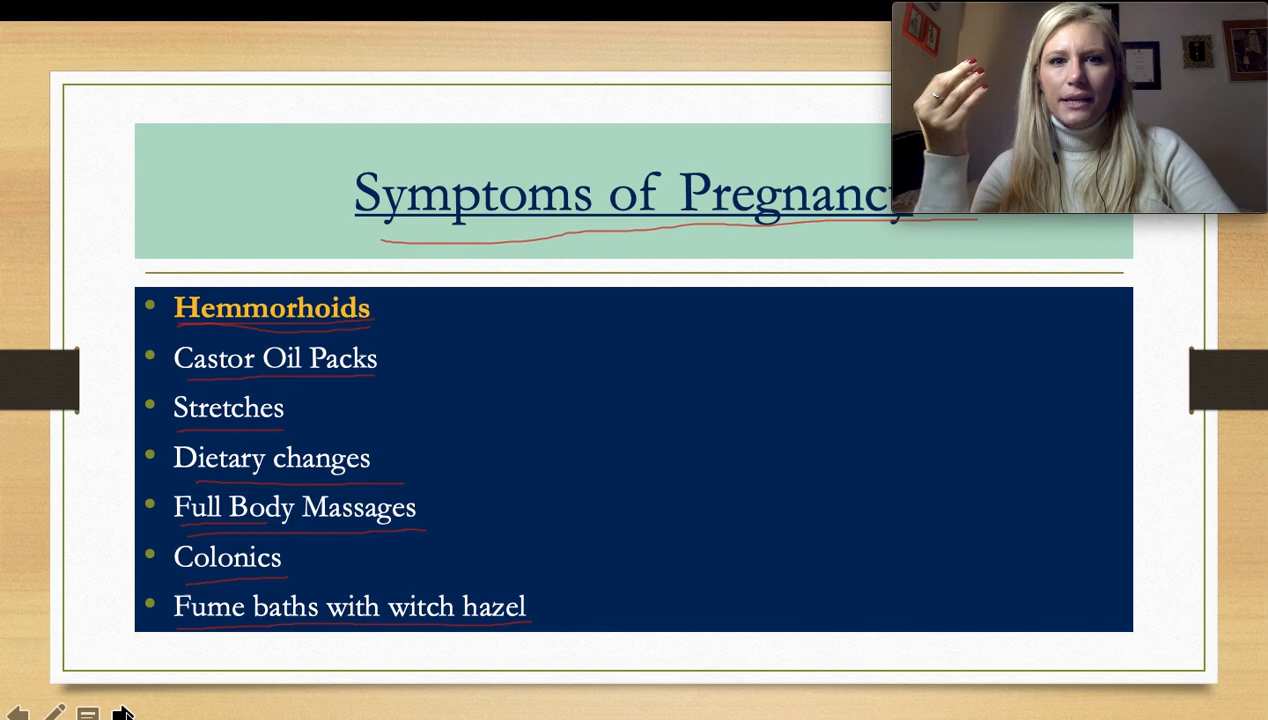 Symptoms of Pregnancy
Hemmorhoids
Castor Oil Packs
Stretches
Dietary changes
Full Body Massages
Colonics
Fume baths with witch hazel